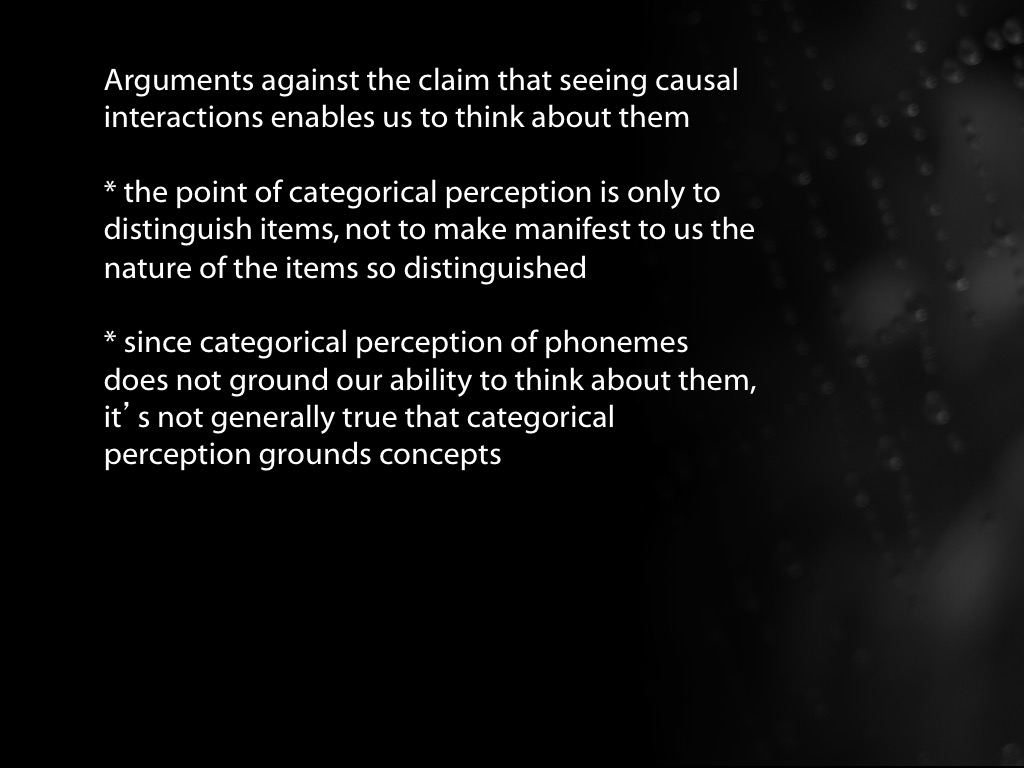 Arguments against the claim that seeing causal
interactions enables us to think about them
* the point of categorical perception is only to
distinguish items, not to make manifest to us the
nature of the items so distinguished
* since categorical perception of phonemes
does not ground our ability to think about them,
it’ s not generally true that categorical
perception grounds concepts